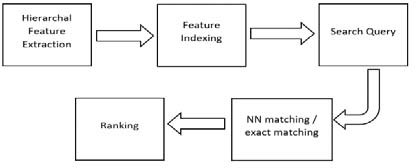 Hierarchal
Feature
Extraction
Feature
Indexing
Search Query
NN matching /
exact matching
Ranking